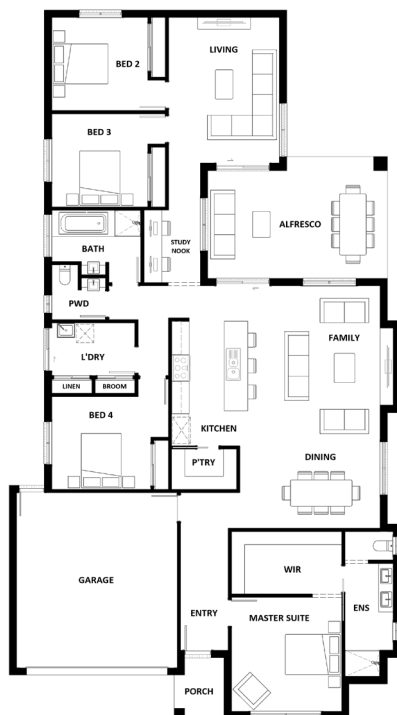 LIVING
BED 2
BED 3
ALFRESCO
STUDY
NOOK
BATH
PWD
FAMILY
L'DRY
LINEN
BROOM
BED 4
KITCHEN
P'TRY
DINING
GARAGE
WIR
ENTRY
MASTER SUITE
ENS
PORCH